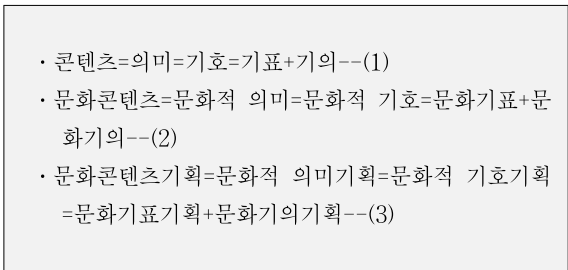 · 콘텐츠=의미=기호=기표+기의--(1)
· 문화콘텐츠=문화적 의미=문화적 기호=문화기표+문
화기의--(2)
· 문화콘텐츠기획=문화적 의미기획=문화적 기호기획
=문화기표기획+문화기의기획--(3)